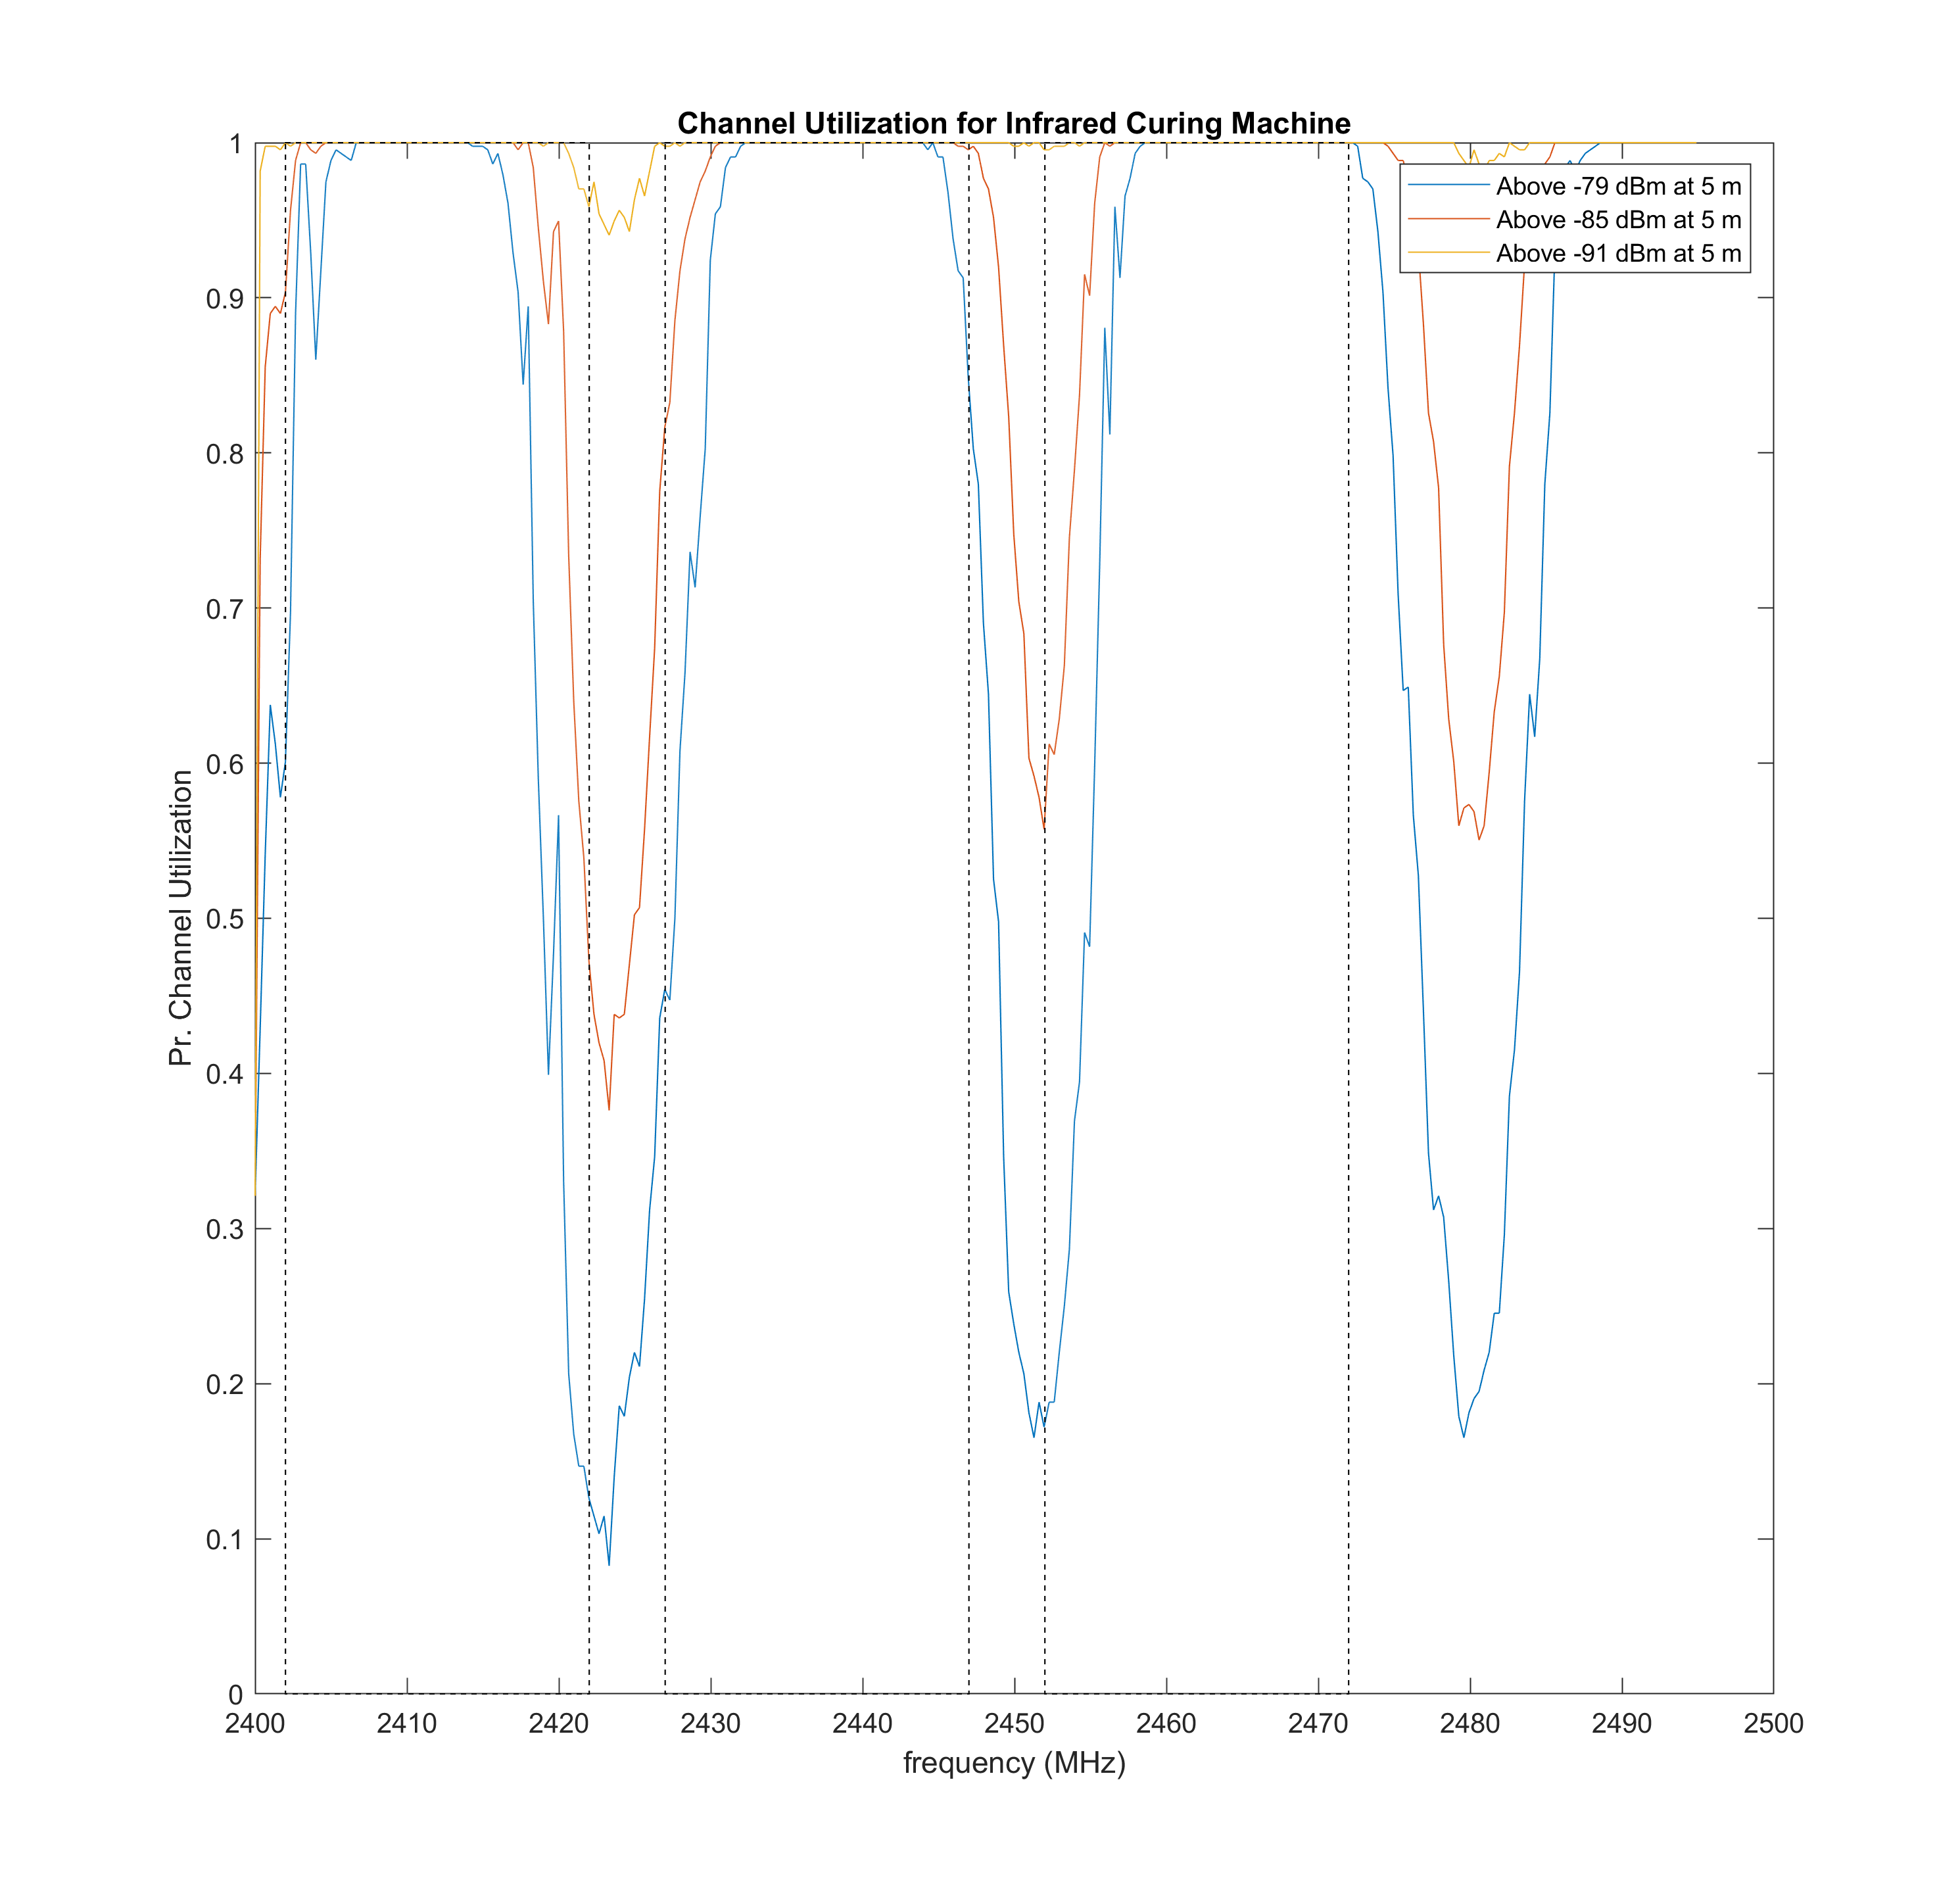 Channel Utilization for Infrared Curing Machine
1
0.9
0.8
0.7
0.6
0.5
0.4
0.3
0.2
0.1
0
Pr. Channel Utilization
Above -79 dBm at 5 m
Above -85 dBm at 5 m
Above -91 dBm at 5 m
2400 2410 2420 2430 2440 2450 2460 2470 2480 2490 2500
frequency (MHz)